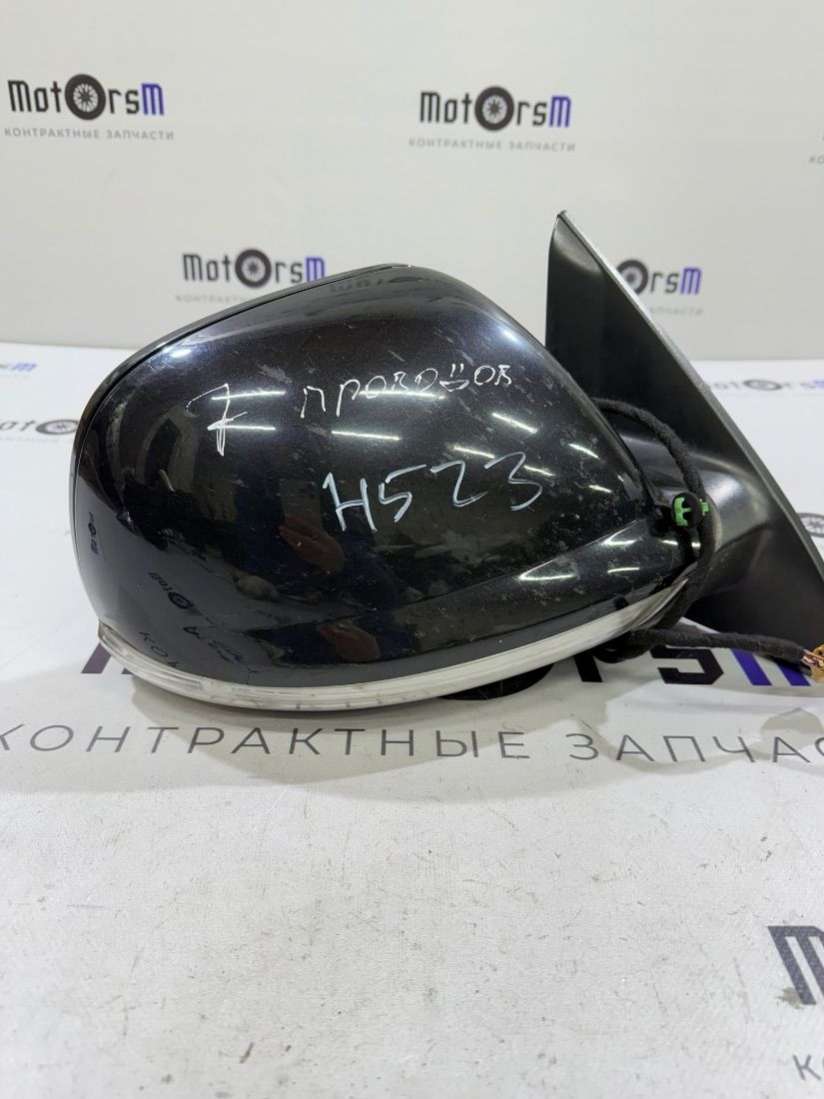 MotOrsM
КОНТРАКТНЫЕ ЗАПЧАСТИ
MotOrsM
КОНТРАКТНЫЕ ЗАПЧАСТИ
MotOrsM
7 проводов
H523
КОНТРАКТНЫЕ ЗАПЧАС